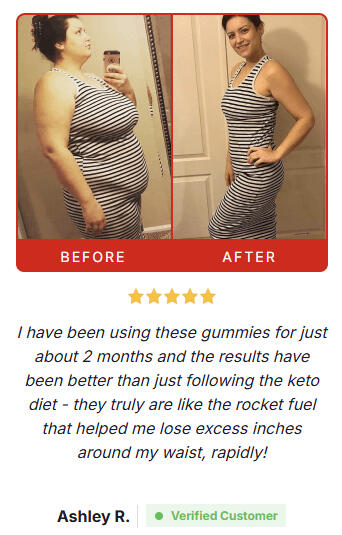 BEFORE AFTER
I have been using these gummies for just
about 2 months and the results have
been better than just following the keto
diet - they truly are like the rocket fuel
that helped me lose excess inches
around my waist, rapidly!
Ashley R. Verified Customer